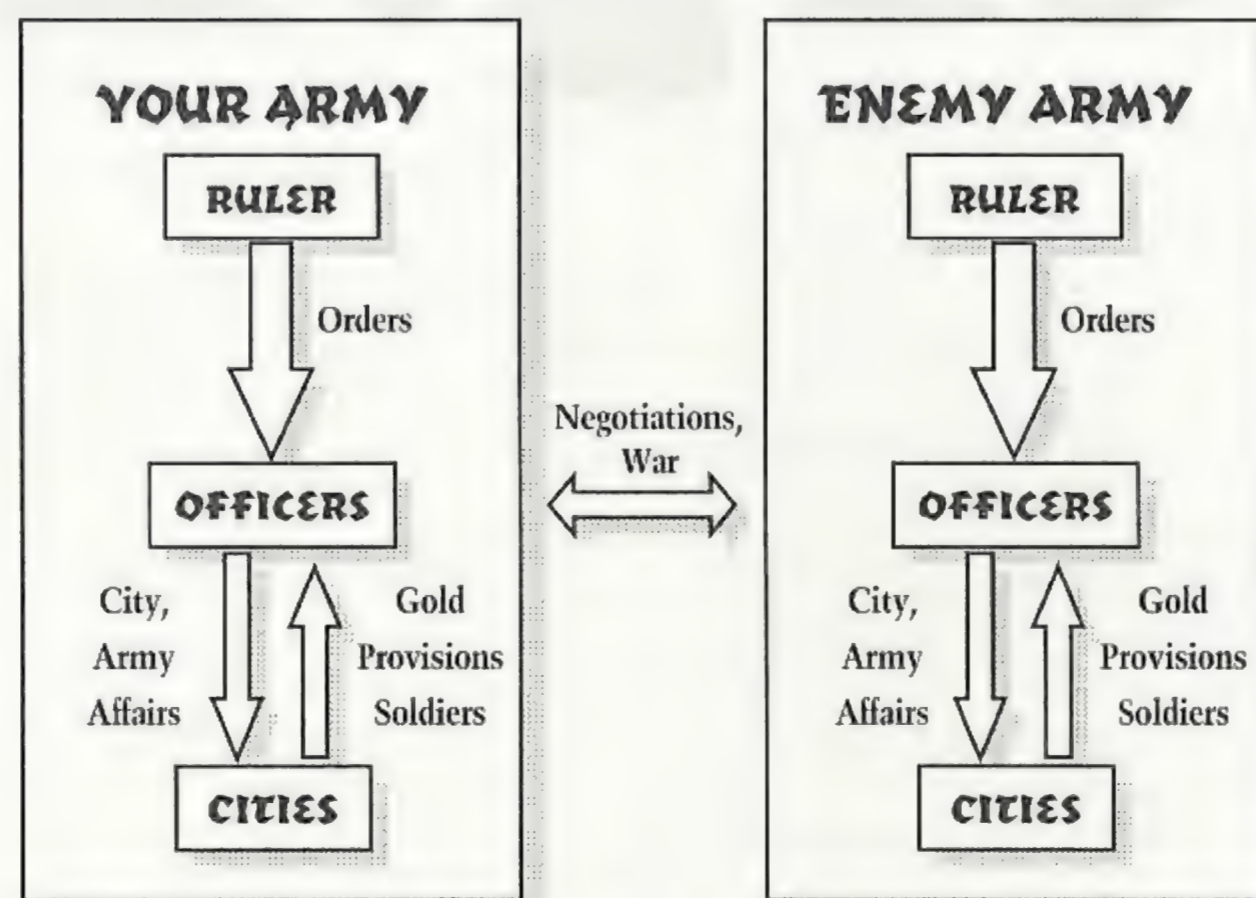 YOUR ARMY
RULER
Orders
OFFICERS
City,
Army
Affairs
Gold
Provisions
Soldiers
CITIES
Negotiations,
War
ENEMY ARMY
RULER
Orders
OFFICERS
City,
Army
Affairs
Gold
Provisions
Soldiers
CITIES